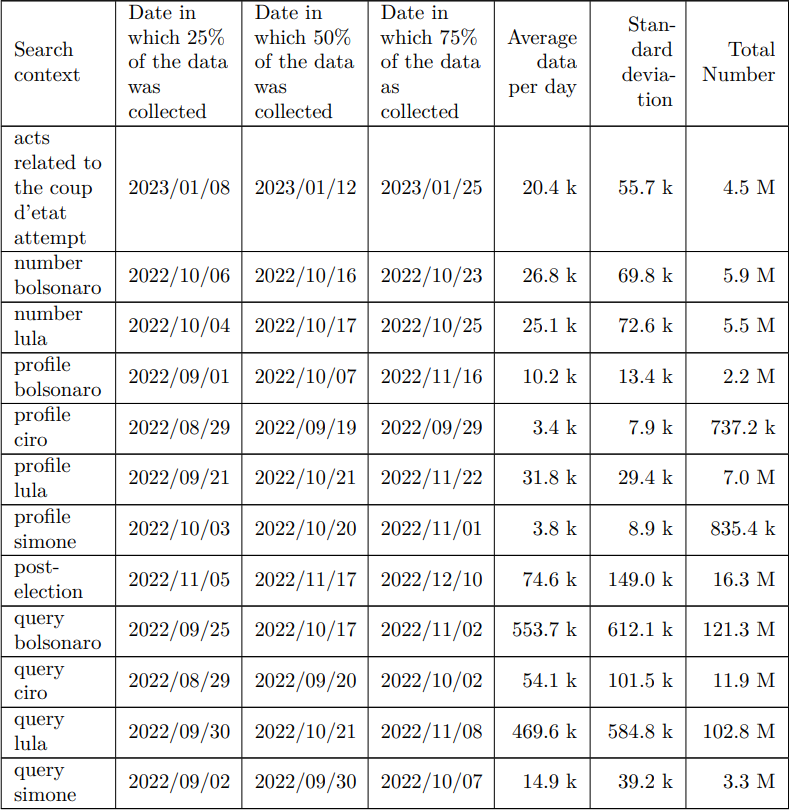 Search context | Date in which 25% of the data was collected | Date in which 50% of the data was collected | Date in which 75% of the data as collected | Average data per day | Stan-dard devia-tion | Total Number
acts related to the coup d'etat attempt | 2023/01/08 | 2023/01/12 | 2023/01/25 | 20.4 k | 55.7 k | 4.5 M
number bolsonaro | 2022/10/06 | 2022/10/16 | 2022/10/23 | 26.8 k | 69.8 k | 5.9 M
number lula | 2022/10/04 | 2022/10/17 | 2022/10/25 | 25.1 k | 72.6 k | 5.5 M
profile bolsonaro | 2022/09/01 | 2022/10/07 | 2022/11/16 | 10.2 k | 13.4 k | 2.2 M
profile ciro | 2022/08/29 | 2022/09/19 | 2022/09/29 | 3.4 k | 7.9 k | 737.2 k
profile lula | 2022/09/21 | 2022/10/21 | 2022/11/22 | 31.8 k | 29.4 k | 7.0 M
profile simone | 2022/10/03 | 2022/10/20 | 2022/11/01 | 3.8 k | 8.9 k | 835.4 k
post-election | 2022/11/05 | 2022/11/17 | 2022/12/10 | 74.6 k | 149.0 k | 16.3 M
query bolsonaro | 2022/09/25 | 2022/10/17 | 2022/11/02 | 553.7 k | 612.1 k | 121.3 M
query ciro | 2022/08/29 | 2022/09/20 | 2022/10/02 | 54.1 k | 101.5 k | 11.9 M
query lula | 2022/09/30 | 2022/10/21 | 2022/11/08 | 469.6 k | 584.8 k | 102.8 M
query simone | 2022/09/02 | 2022/09/30 | 2022/10/07 | 14.9 k | 39.2 k | 3.3 M